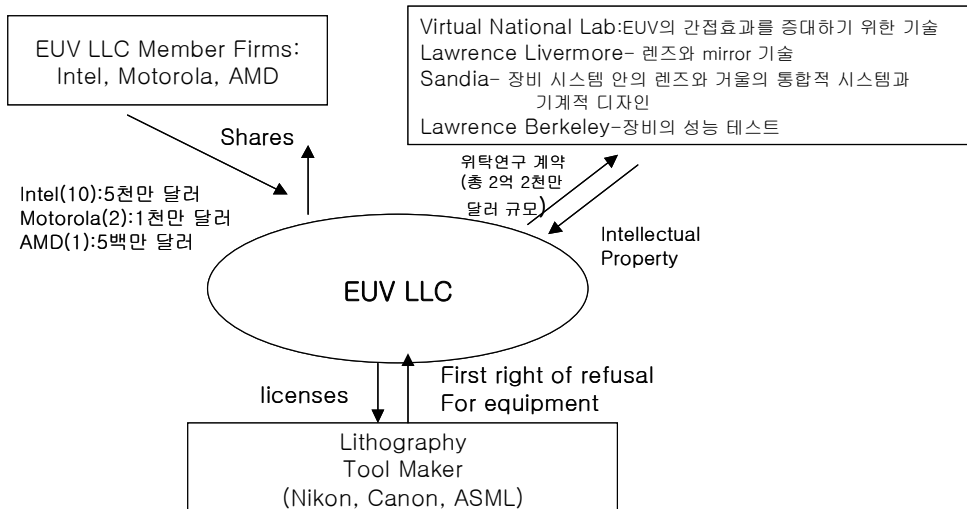 EUV LLC Member Firms:
Intel, Motorola, AMD
Virtual National Lab:EUV의 간접효과를 증대하기 위한 기술
Lawrence Livermore- 렌즈와 mirror 기술
Sandia- 장비 시스템 안의 렌즈와 거울의 통합적 시스템과
기계적 디자인
Lawrence Berkeley-장비의 성능 테스트
Shares
Intel(10):5천만 달러
Motorola(2):1천만 달러
AMD(1):5백만 달러
위탁연구 계약
(총 2억 2천만
달러 규모)
Intellectual
Property
EUV LLC
licenses
First right of refusal
For equipment
Lithography
Tool Maker
(Nikon, Canon, ASML)